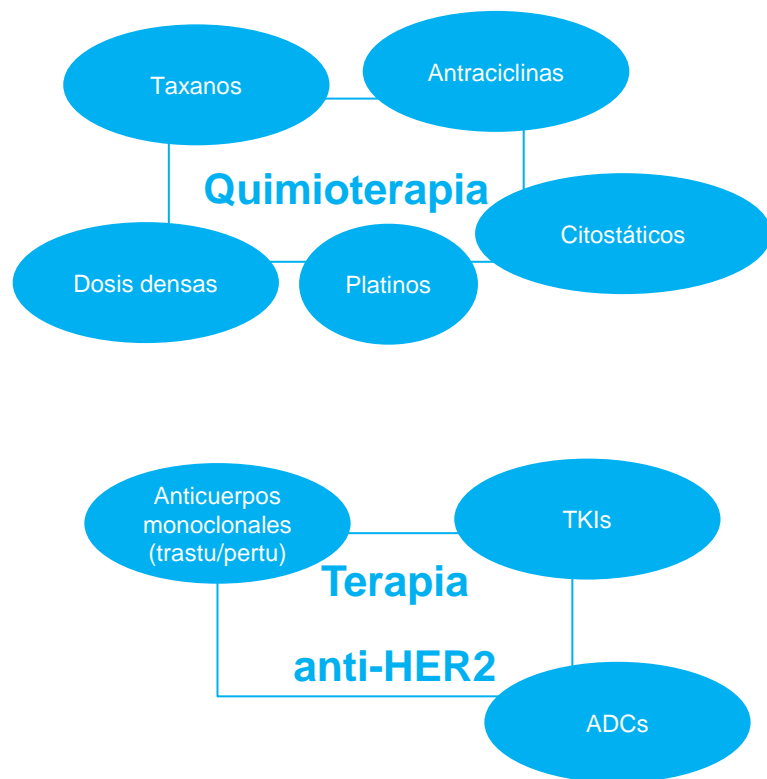 Taxanos
Antraciclinas
Quimioterapia
Citostáticos
Dosis densas
Platinos
Anticuerpos
monoclonales
(trastu/pertu)
TKIs
Terapia
anti-HER2
ADCs